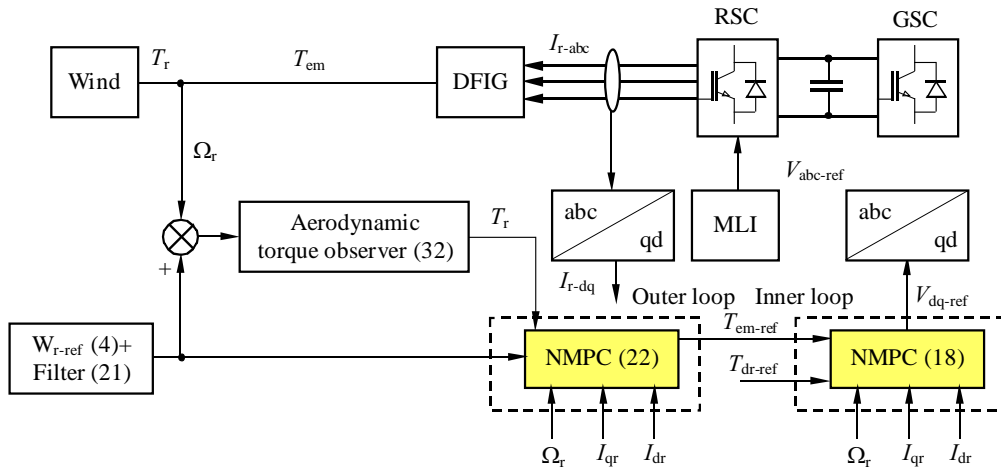 RSC
GSC
T_r
T_em
I_r-abc
Wind
DFIG
Ω_r
V_abc-ref
Aerodynamic
torque observer (32)
T_r
abc
qd
MLI
abc
qd
+
I_r-dq
Outer loop
Inner loop
V_dq-ref
T_em-ref
W_r-ref (4)+
Filter (21)
NMPC (22)
NMPC (18)
T_dr-ref
Ω_r
I_qr
I_dr
Ω_r
I_qr
I_dr